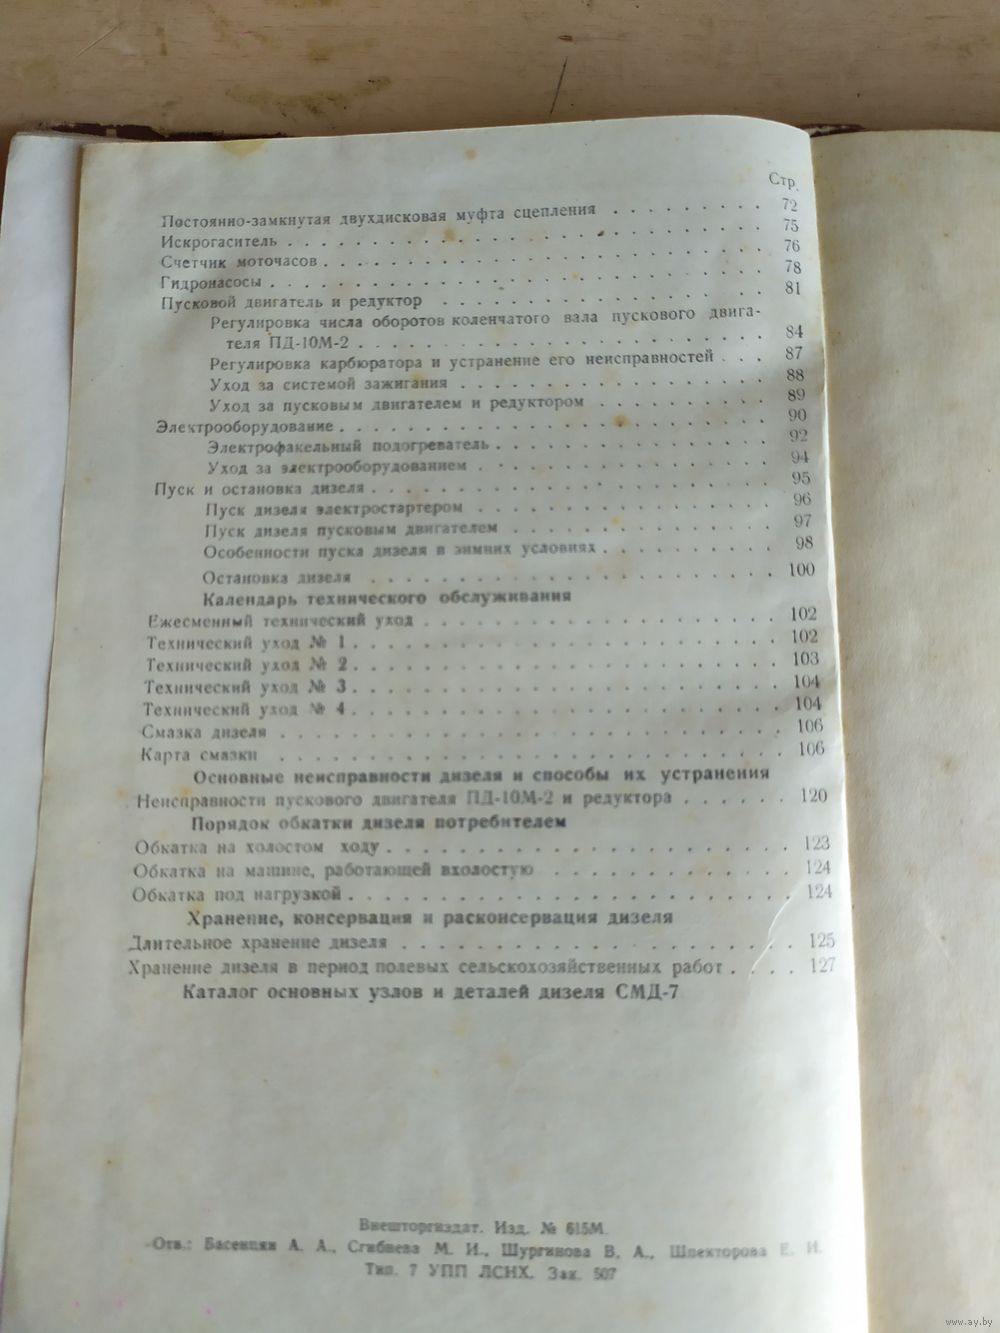 Стр.
Постоянно-замкнутая двухдисковая муфта сцепления . . . . . . . . . 72
Искрогаситель . . . . . . . . . . . . . . . . . . . . . . 75
Счетчик моточасов . . . . . . . . . . . . . . . . . . . . 76
Гидронасосы . . . . . . . . . . . . . . . . . . . . . . . 78
Пусковой двигатель и редуктор . . . . . . . . . . . . . 81
Регулировка числа оборотов коленчатого вала пускового двига-
теля ПД-10М-2 . . . . . . . . . . . . . . . . . . . . 84
Регулировка карбюратора и устранение его неисправностей . . . 87
Уход за системой зажигания . . . . . . . . . . . . . . 88
Уход за пусковым двигателем и редуктором . . . . . . . . . 89
Электрооборудование . . . . . . . . . . . . . . . . . . . 90
Электрофакельный подогреватель . . . . . . . . . . . . . 92
Уход за электрооборудованием . . . . . . . . . . . . . . 94
Пуск и остановка дизеля . . . . . . . . . . . . . . . . . 95
Пуск дизеля электростартером . . . . . . . . . . . . . . 96
Пуск дизеля пусковым двигателем . . . . . . . . . . . . 97
Особенности пуска дизеля в зимних условиях . . . . . . . . 98
Остановка дизеля . . . . . . . . . . . . . . . . . . . 100
Календарь технического обслуживания
Ежесменный технический уход . . . . . . . . . . . . . . . 102
Технический уход № 1 . . . . . . . . . . . . . . . . . . 102
Технический уход № 2 . . . . . . . . . . . . . . . . . . 103
Технический уход № 3 . . . . . . . . . . . . . . . . . . 104
Технический уход № 4 . . . . . . . . . . . . . . . . . . 104
Смазка дизеля . . . . . . . . . . . . . . . . . . . . . . 106
Карта смазки . . . . . . . . . . . . . . . . . . . . . . 106
Основные неисправности дизеля и способы их устранения
Неисправности пускового двигателя ПД-10М-2 и редуктора . . . . . . 120
Порядок обкатки дизеля потребителем
Обкатка на холостом ходу . . . . . . . . . . . . . . . . . 123
Обкатка на машине, работающей вхолостую . . . . . . . . . . . 124
Обкатка под нагрузкой . . . . . . . . . . . . . . . . . . 124
Хранение, консервация и расконсервация дизеля
Длительное хранение дизеля . . . . . . . . . . . . . . . . 125
Хранение дизеля в период полевых сельскохозяйственных работ . . . . 127
Каталог основных узлов и деталей дизеля СМД-7
Внешторгиздат. Изд. № 615М.
Отв.: А. А., М. И., Шургинова В. А., Шпекторова Е. И.
Тип. 7 УПП ЛСНХ. Зак. 507
www.ay.by